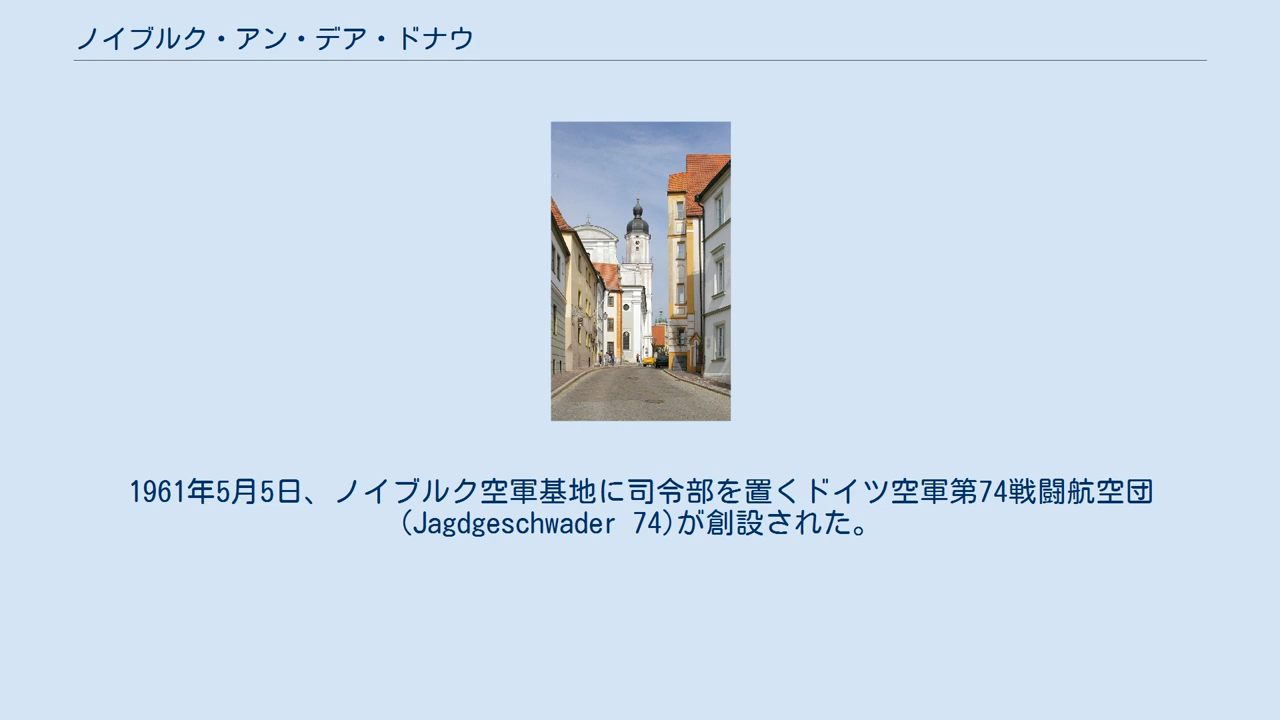 ノイブルク・アン・デア・ドナウ
1961年5月5日、ノイブルク空軍基地に司令部を置くドイツ空軍第74戦闘航空団
(Jagdgeschwader 74)が創設された。